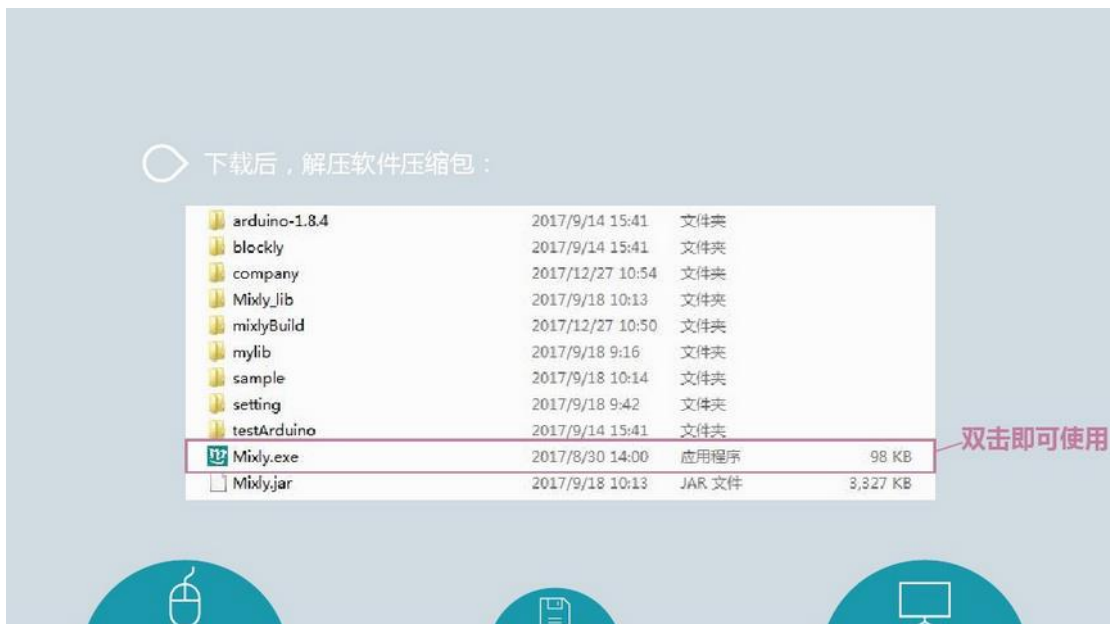 下载后，解压软件压缩包：
arduino-1.8.4 2017/9/14 15:41 文件夹
blockly 2017/9/14 15:41 文件夹
company 2017/12/27 10:54 文件夹
Mixly_lib 2017/9/18 10:13 文件夹
mixlyBuild 2017/12/27 10:50 文件夹
mylib 2017/9/18 9:16 文件夹
sample 2017/9/18 10:14 文件夹
setting 2017/9/18 9:42 文件夹
testArduino 2017/9/14 15:41 文件夹
Mixly.exe 2017/8/30 14:00 应用程序 98 KB
双击即可使用
Mixly.jar 2017/9/18 10:13 JAR 文件 3,327 KB